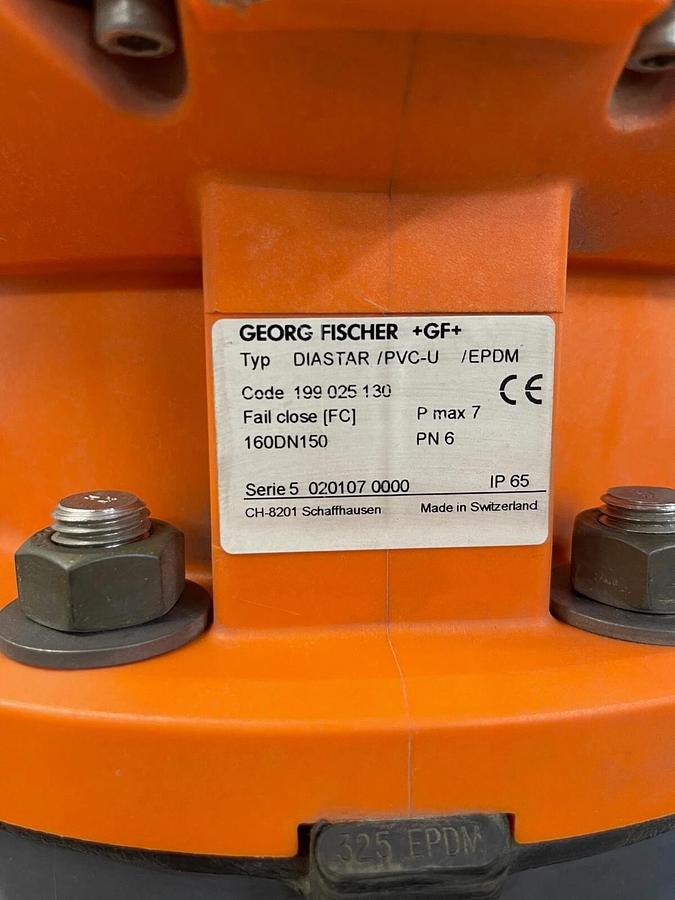 GEORG FISCHER +GF+
Typ DIASTAR /PVC-U /EPDM
Code 199 025 130
CE
Fail close [FC] P max 7
160DN150 PN 6
Serie 5 020107 0000 IP 65
CH-8201 Schaffhausen Made in Switzerland
325 EPDM